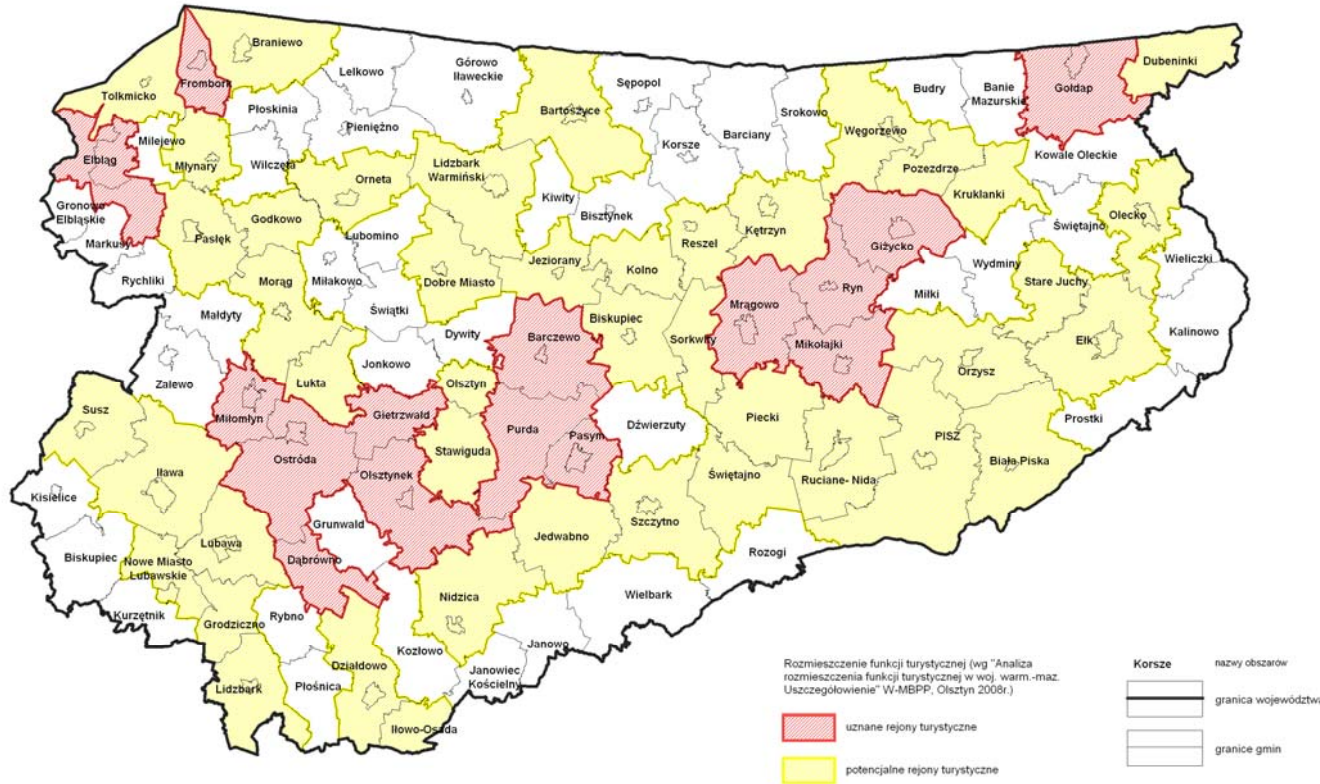 Braniewo
Lelkowo
Górowo
Iławeckie
Sępopol
Budry
Banie
Mazurskie
Gołdap
Dubeninki
Frombork
Tolkmicko
Płoskinia
Pieniężno
Bartoszyce
Korsze
Barciany
Srokowo
Węgorzewo
Pozezdrze
Kowale Oleckie
Elbląg
Milejewo
Młynary
Wilczęta
Orneta
Lidzbark
Warmiński
Kiwity
Bisztynek
Reszel
Kętrzyn
Kruklanki
Olecko
Gronowo
Elbląskie
Markusy
Pasłęk
Godkowo
Lubomino
Giżycko
Świętajno
Rychliki
Morąg
Miłakowo
Świątki
Dobre Miasto
Jeziorany
Kolno
Mrągowo
Ryn
Miłki
Wydminy
Stare Juchy
Wieliczki
Małdyty
Dywity
Barczewo
Biskupiec
Sorkwity
Mikołajki
Ełk
Kalinowo
Zalewo
Łukta
Jonkowo
Olsztyn
Orzysz
Susz
Miłomłyn
Gietrzwałd
Purda
Pasym
Dźwierzuty
Piecki
Prostki
Iława
Ostróda
Olsztynek
Stawiguda
Świętajno
Ruciane- Nida
PISZ
Biała Piska
Kisielice
Grunwald
Szczytno
Biskupiec
Lubawa
Dąbrówno
Jedwabno
Rozogi
Nowe Miasto
Lubawskie
Kurzętnik
Grodziczno
Rybno
Nidzica
Wielbark
Lidzbark
Płośnica
Działdowo
Kozłowo
Janowiec
Kościelny
Janowo
Iłowo-Osada
Rozmieszczenie funkcji turystycznej (wg "Analiza
rozmieszczenia funkcji turystycznej w woj. warm.-maz.
Uszczegółowienie" W-MBPP, Olsztyn 2008r.)
uznane rejony turystyczne
potencjalne rejony turystyczne
Korsze nazwy obszarów
granica województwa
granice gmin